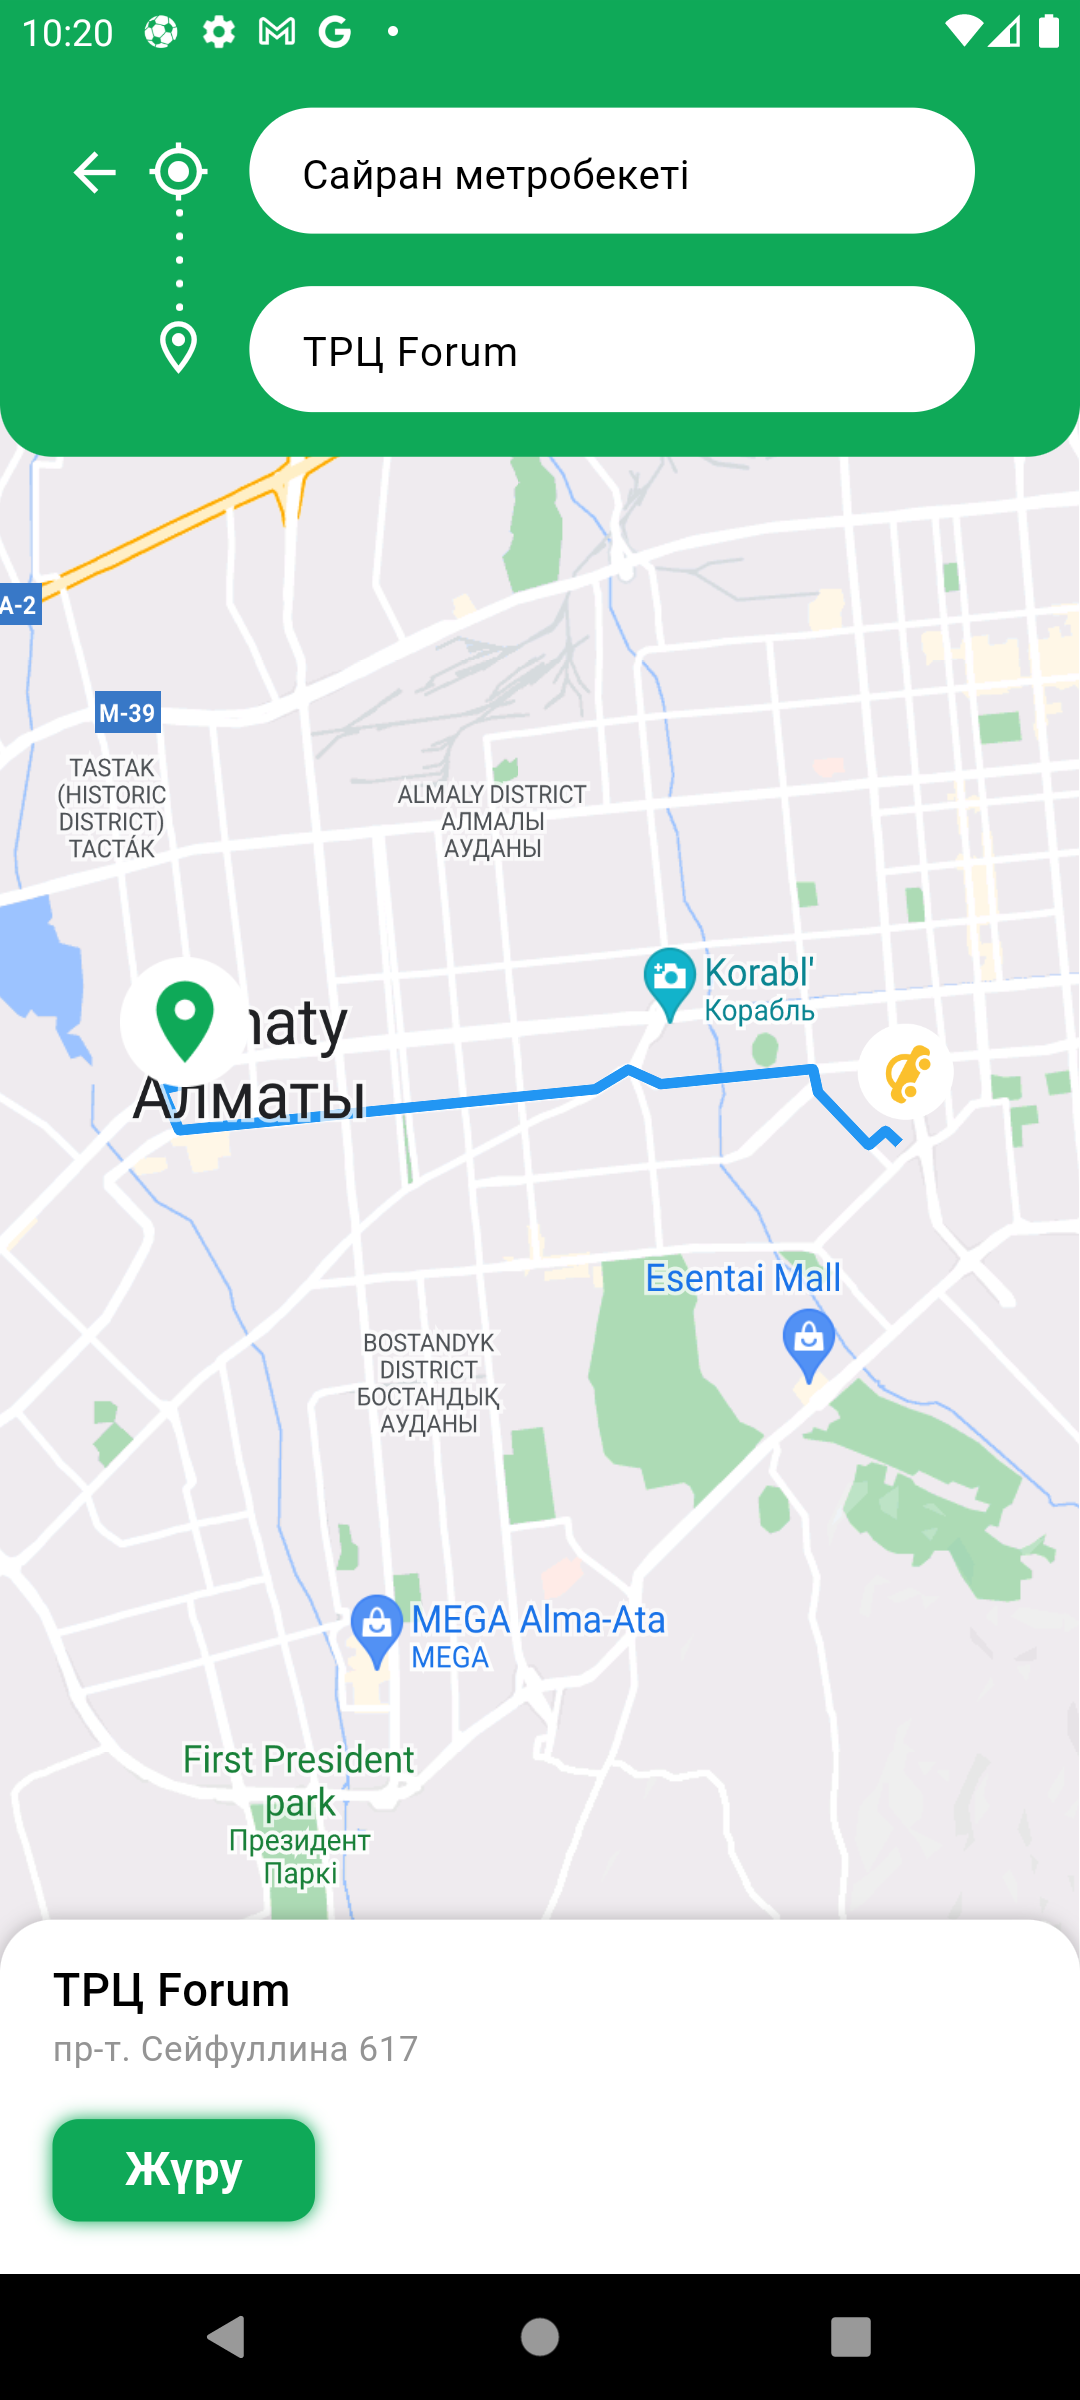 10:20
Сайран метробекеті
ТРЦ Forum
A-2
M-39
TASTAK
(HISTORIC
DISTRICT)
ТАСТÁК
ALMALY DISTRICT
АЛМАЛЫ
АУДАНЫ
Korabl'
Корабль
naty
Алматы
Esentai Mall
BOSTANDYK
DISTRICT
БОСТАНДЫҚ
АУДАНЫ
MEGA Alma-Ata
MEGA
First President
park
Президент
Паркі
ТРЦ Forum
пр-т. Сейфуллина 617
Жүру